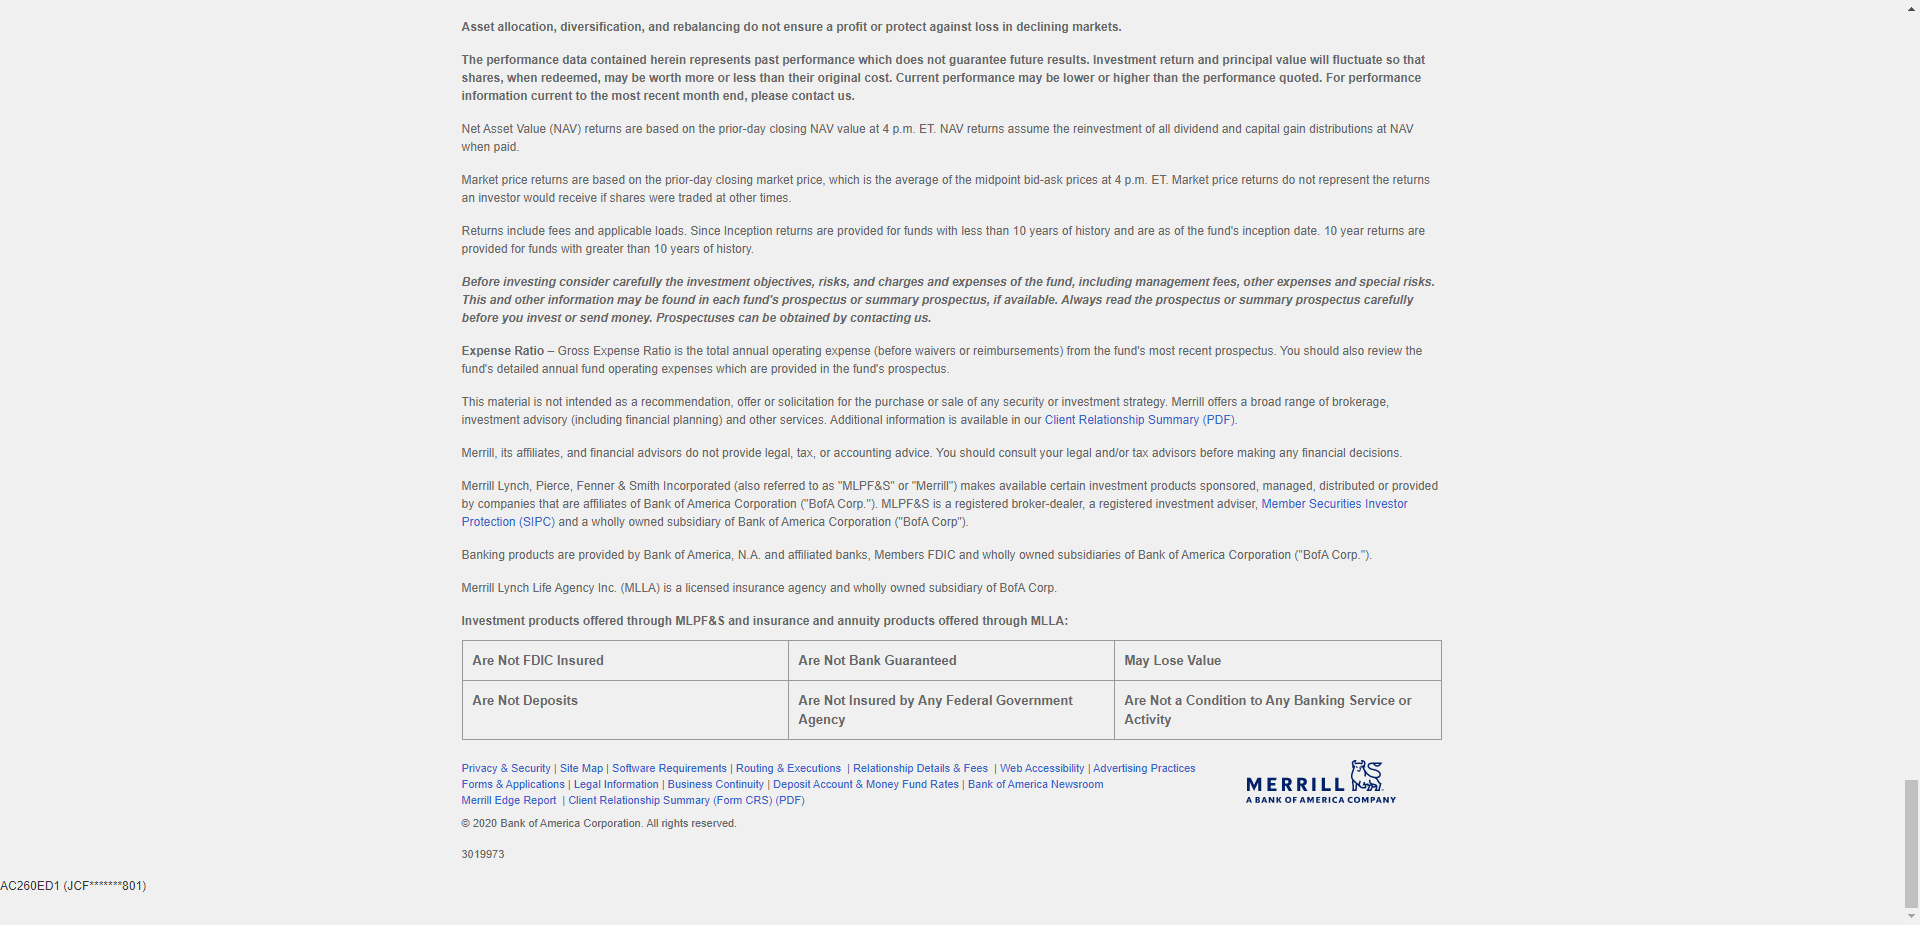 Asset allocation, diversification, and rebalancing do not ensure a profit or protect against loss in declining markets.
The performance data contained herein represents past performance which does not guarantee future results. Investment return and principal value will fluctuate so that
shares, when redeemed, may be worth more or less than their original cost. Current performance may be lower or higher than the performance quoted. For performance
information current to the most recent month end, please contact us.
Net Asset Value (NAV) returns are based on the prior-day closing NAV value at 4 p.m. ET. NAV returns assume the reinvestment of all dividend and capital gain distributions at NAV
when paid.
Market price returns are based on the prior-day closing market price, which is the average of the midpoint bid-ask prices at 4 p.m. ET. Market price returns do not represent the returns
an investor would receive if shares were traded at other times.
Returns include fees and applicable loads. Since Inception returns are provided for funds with less than 10 years of history and are as of the fund's inception date. 10 year returns are
provided for funds with greater than 10 years of history.
Before investing consider carefully the investment objectives, risks, and charges and expenses of the fund, including management fees, other expenses and special risks.
This and other information may be found in each fund's prospectus or summary prospectus, if available. Always read the prospectus or summary prospectus carefully
before you invest or send money. Prospectuses can be obtained by contacting us.
Expense Ratio – Gross Expense Ratio is the total annual operating expense (before waivers or reimbursements) from the fund's most recent prospectus. You should also review the
fund's detailed annual fund operating expenses which are provided in the fund's prospectus.
This material is not intended as a recommendation, offer or solicitation for the purchase or sale of any security or investment strategy. Merrill offers a broad range of brokerage,
investment advisory (including financial planning) and other services. Additional information is available in our Client Relationship Summary (PDF).
Merrill, its affiliates, and financial advisors do not provide legal, tax, or accounting advice. You should consult your legal and/or tax advisors before making any financial decisions.
Merrill Lynch, Pierce, Fenner & Smith Incorporated (also referred to as "MLPF&S" or "Merrill") makes available certain investment products sponsored, managed, distributed or provided
by companies that are affiliates of Bank of America Corporation ("BofA Corp."). MLPF&S is a registered broker-dealer, a registered investment adviser, Member Securities Investor
Protection (SIPC) and a wholly owned subsidiary of Bank of America Corporation ("BofA Corp").
Banking products are provided by Bank of America, N.A. and affiliated banks, Members FDIC and wholly owned subsidiaries of Bank of America Corporation ("BofA Corp.").
Merrill Lynch Life Agency Inc. (MLLA) is a licensed insurance agency and wholly owned subsidiary of BofA Corp.
Investment products offered through MLPF&S and insurance and annuity products offered through MLLA:
Are Not FDIC Insured
Are Not Bank Guaranteed
May Lose Value
Are Not Deposits
Are Not Insured by Any Federal Government
Agency
Are Not a Condition to Any Banking Service or
Activity
Privacy & Security | Site Map | Software Requirements | Routing & Executions | Relationship Details & Fees | Web Accessibility | Advertising Practices
Forms & Applications | Legal Information | Business Continuity | Deposit Account & Money Fund Rates | Bank of America Newsroom
Merrill Edge Report | Client Relationship Summary (Form CRS) (PDF)
MERRILL
A BANK OF AMERICA COMPANY
© 2020 Bank of America Corporation. All rights reserved.
3019973
AC260ED1 (JCF*******801)